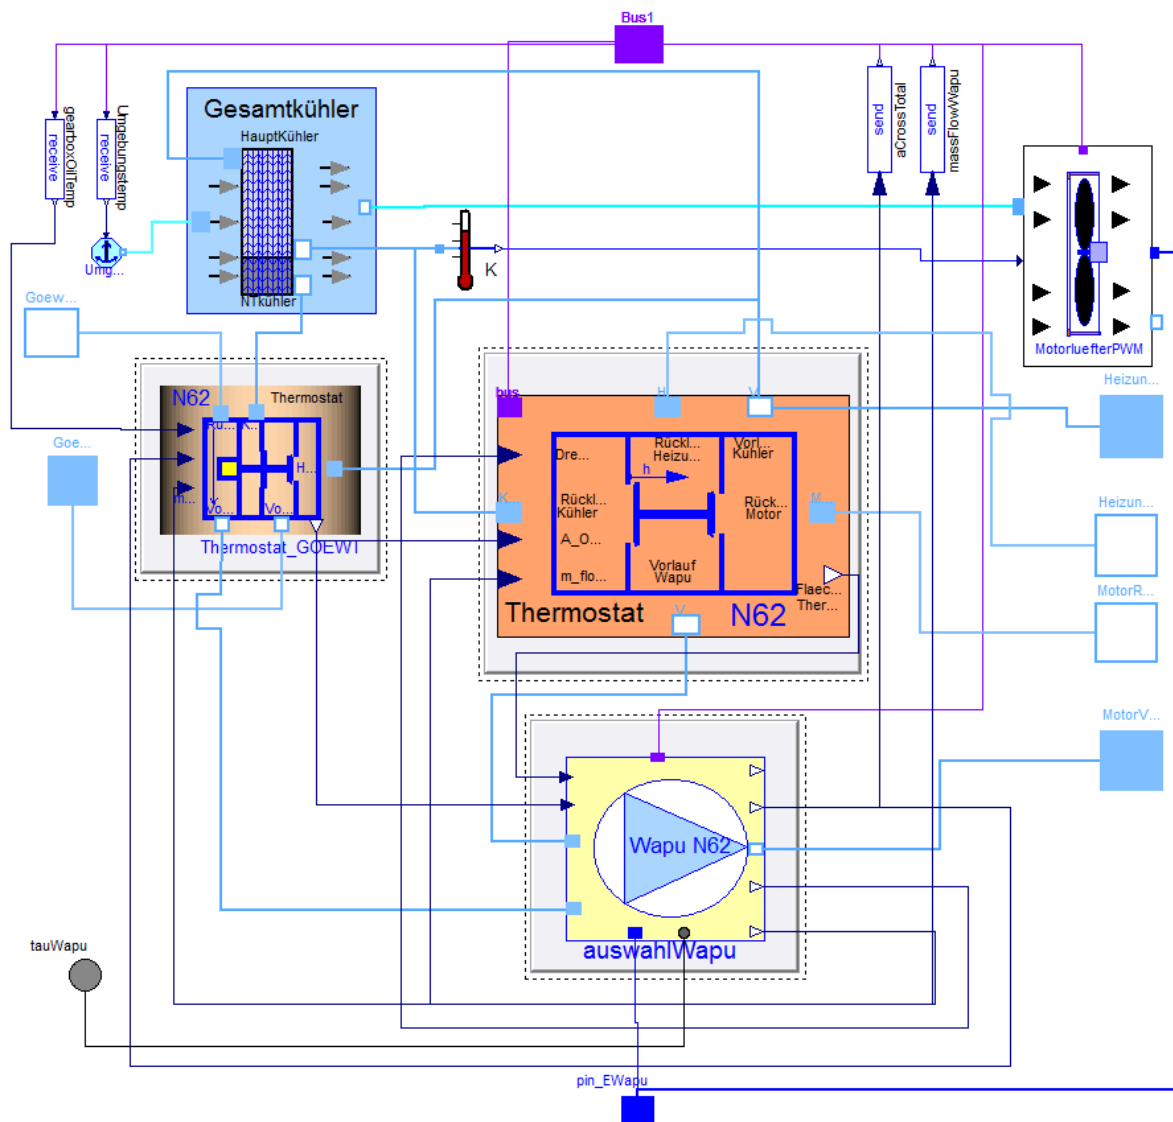 Bus1
receive
gearboxOilTemp
receive
Umgebungstemp
Gesamtkühler
HauptKühler
NTkühler
send
aCrossTotal
send
massFlowWapu
Umg...
K
MotorluefterPWM
Goew...
N62
Thermostat
Ru...
K...
H...
m...
Vo...
Vo...
Thermostat_GOEWT
Goe...
bus
H
V
Dre...
Rückl...
Heizu...
Vorl...
Kühler
h
K
Rückl...
Kühler
Rück...
Motor
M
A_O...
m_flo...
Vorlauf
Wapu
Flaec...
Ther...
Thermostat
N62
V
Heizun...
Heizun...
MotorR...
MotorV...
Wapu N62
auswahlWapu
tauWapu
pin_EWapu